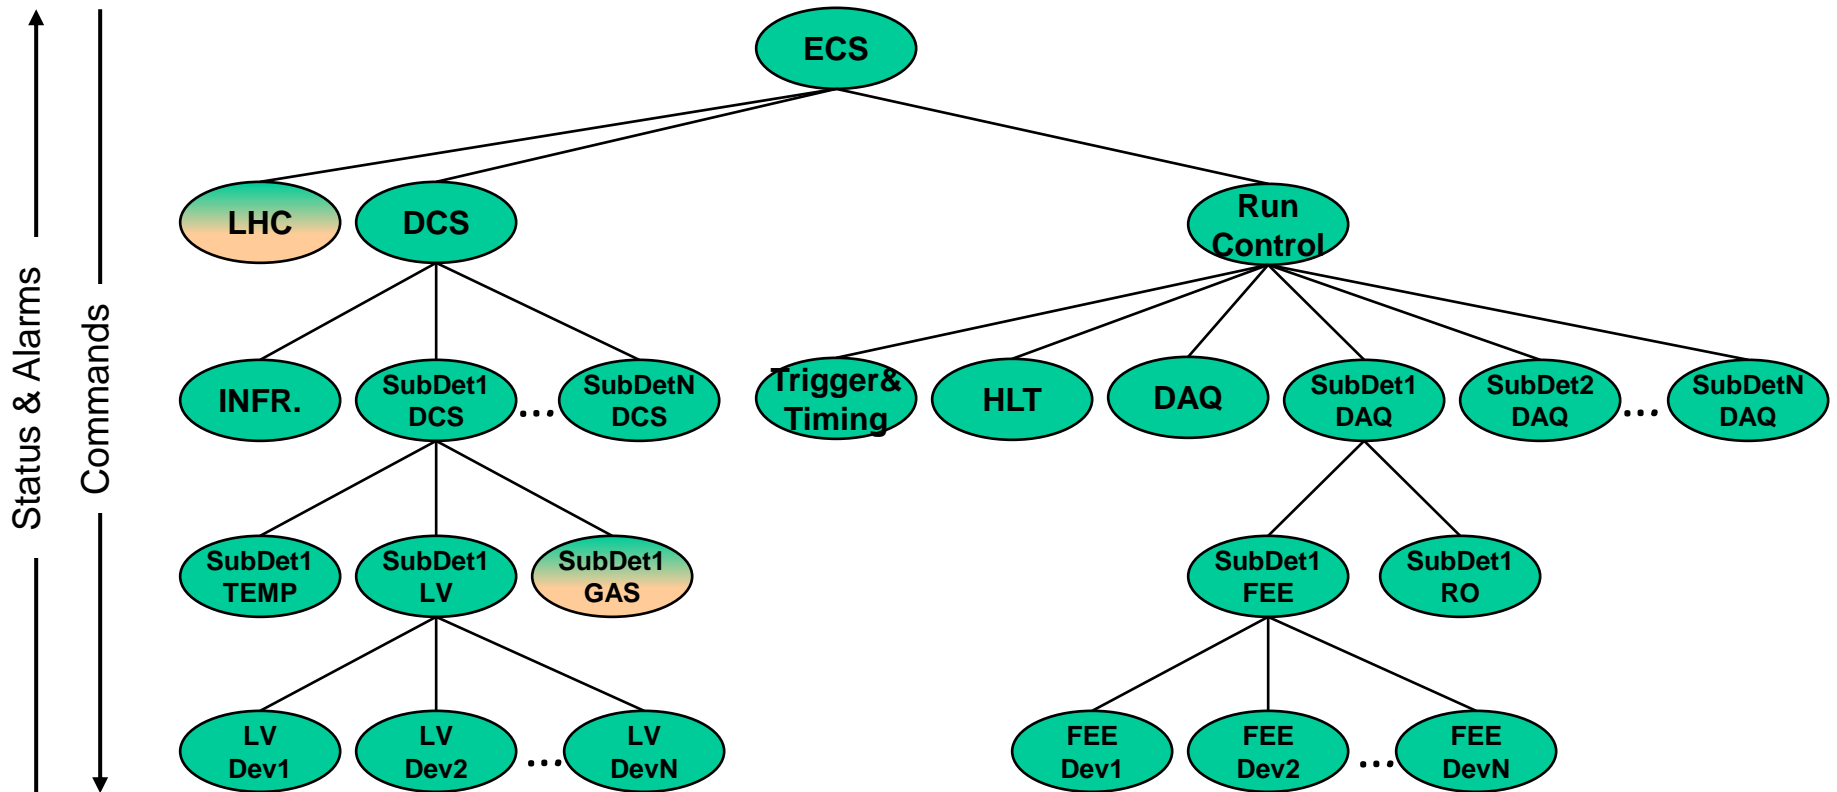 ECS
LHC
DCS
Run
Control
Status & Alarms
Commands
INFR.
SubDet1
DCS
...
SubDetN
DCS
Trigger&
Timing
HLT
DAQ
SubDet1
DAQ
SubDet2
DAQ
...
SubDetN
DAQ
SubDet1
TEMP
SubDet1
LV
SubDet1
GAS
SubDet1
FEE
SubDet1
RO
LV
Dev1
LV
Dev2
...
LV
DevN
FEE
Dev1
FEE
Dev2
...
FEE
DevN